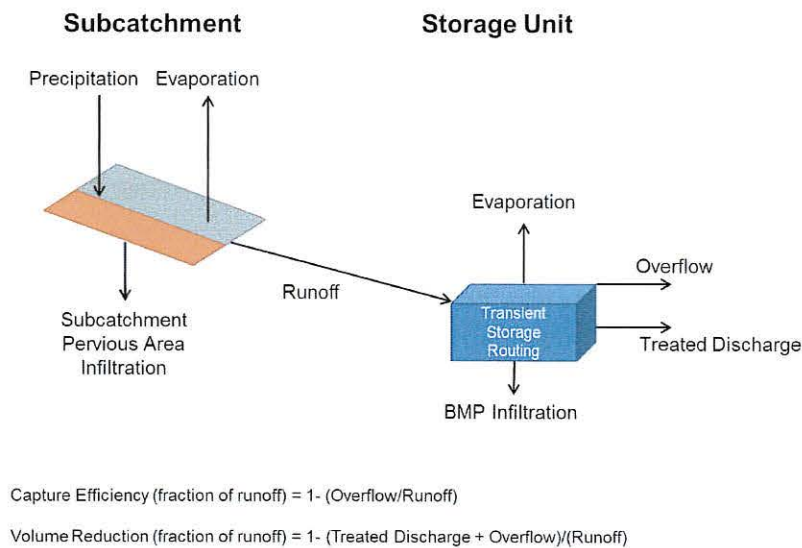 Subcatchment
Storage Unit
Precipitation
Evaporation
Evaporation
Overflow
Runoff
Transient
Storage
Routing
Subcatchment
Pervious Area
Infiltration
Treated Discharge
BMP Infiltration
Capture Efficiency (fraction of runoff) = 1- (Overflow/Runoff)
Volume Reduction (fraction of runoff) = 1- (Treated Discharge + Overflow)/(Runoff)